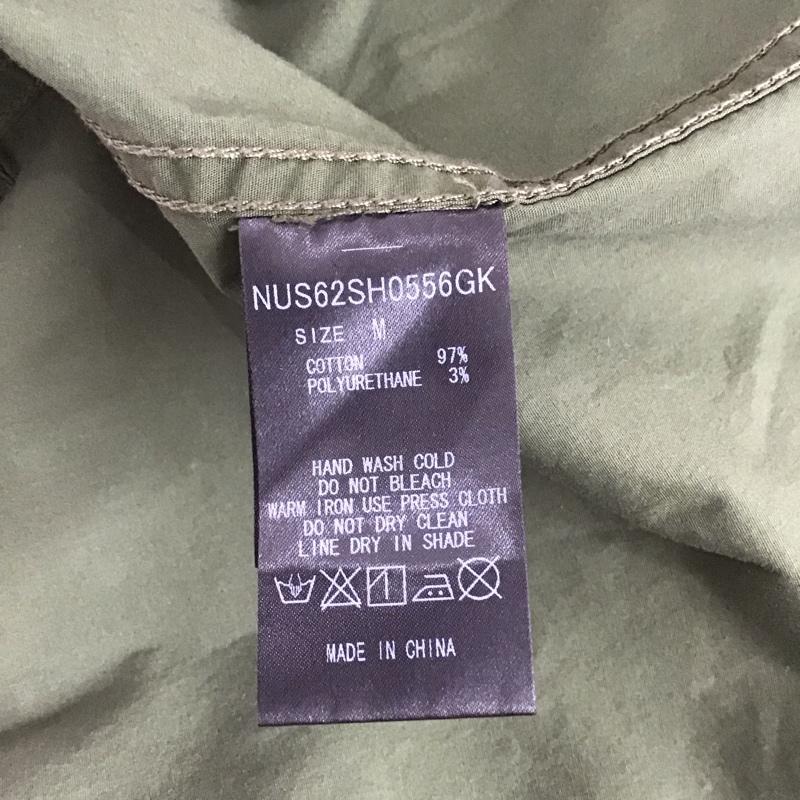 NUS62SH0556GK
SIZE M
COTTON 97%
POLYURETHANE 3%
HAND WASH COLD
DO NOT BLEACH
WARM IRON USE PRESS CLOTH
DO NOT DRY CLEAN
LINE DRY IN SHADE
MADE IN CHINA